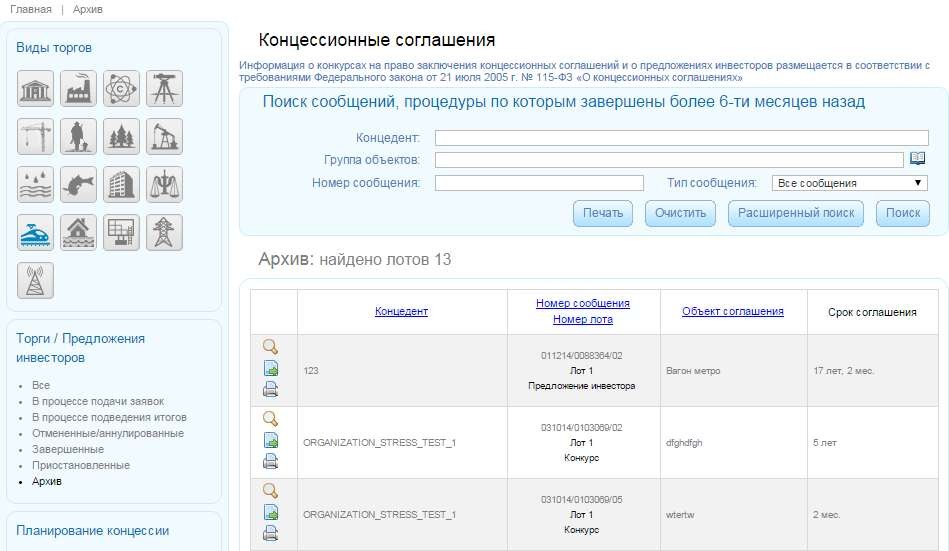 Главная | Архив
Виды торгов
Торги / Предложения
инвесторов
Все
В процессе подачи заявок
В процессе подведения итогов
Отмененные/аннулированные
Завершенные
Приостановленные
Архив
Планирование концессии
Концессионные соглашения
Информация о конкурсах на право заключения концессионных соглашений и о предложениях инвесторов размещается в соответствии с
требованиями Федерального закона от 21 июля 2005 г. № 115-ФЗ «О концессионных соглашениях»
Поиск сообщений, процедуры по которым завершены более 6-ти месяцев назад
Концедент:
Группа объектов:
Номер сообщения: Тип сообщения: Все сообщения
Печать Очистить Расширенный поиск Поиск
Архив: найдено лотов 13
Концедент Номер сообщения Объект соглашения Срок соглашения
Номер лота
011214/0088364/02
123 Лот 1 Вагон метро 17 лет, 2 мес.
Предложение инвестора
031014/0103069/02
ORGANIZATION_STRESS_TEST_1 Лот 1 dfghdfgh 5 лет
Конкурс
031014/0103069/05
ORGANIZATION_STRESS_TEST_1 Лот 1 wtertw 2 мес.
Конкурс